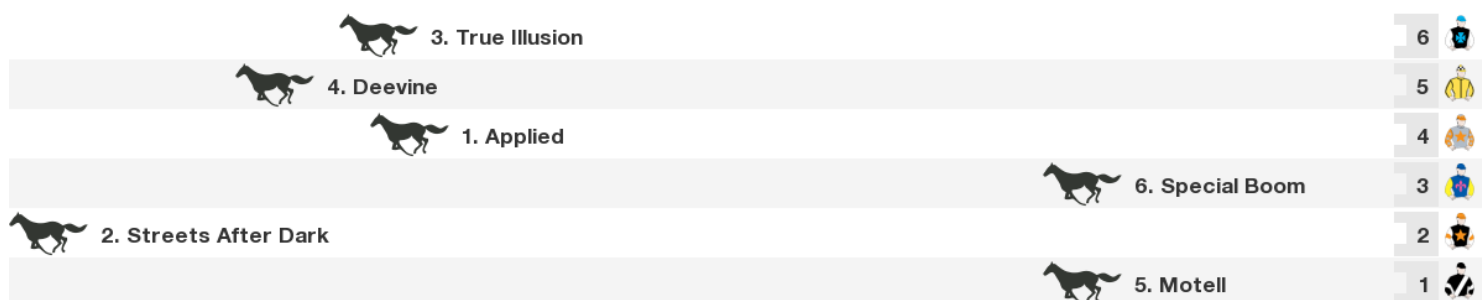 3. True Illusion 6
4. Deevine 5
1. Applied 4
6. Special Boom 3
2. Streets After Dark 2
5. Motell 1